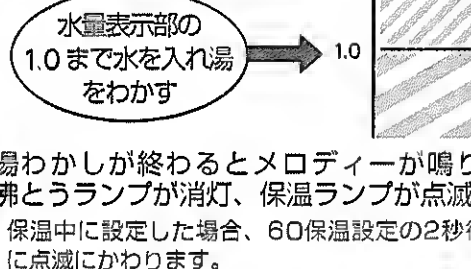 水量表示部の
1.0まで水を入れ湯
をわかす
1.0
湯わかしが終わるとメロディーが鳴り
沸とうランプが消灯、保温ランプが点滅
保温中に設定した場合、60保温設定の2秒後
に点滅にかわります。